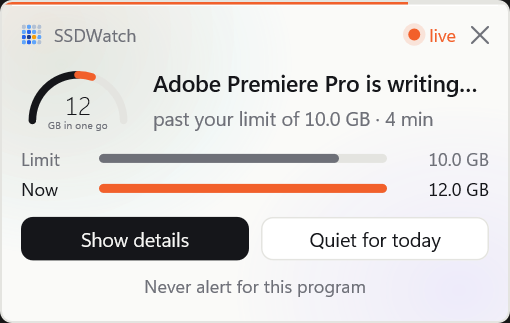 SSDWatch
live
12
GB in one go
Adobe Premiere Pro is writing...
past your limit of 10.0 GB · 4 min
Limit 10.0 GB
Now 12.0 GB
Show details
Quiet for today
Never alert for this program